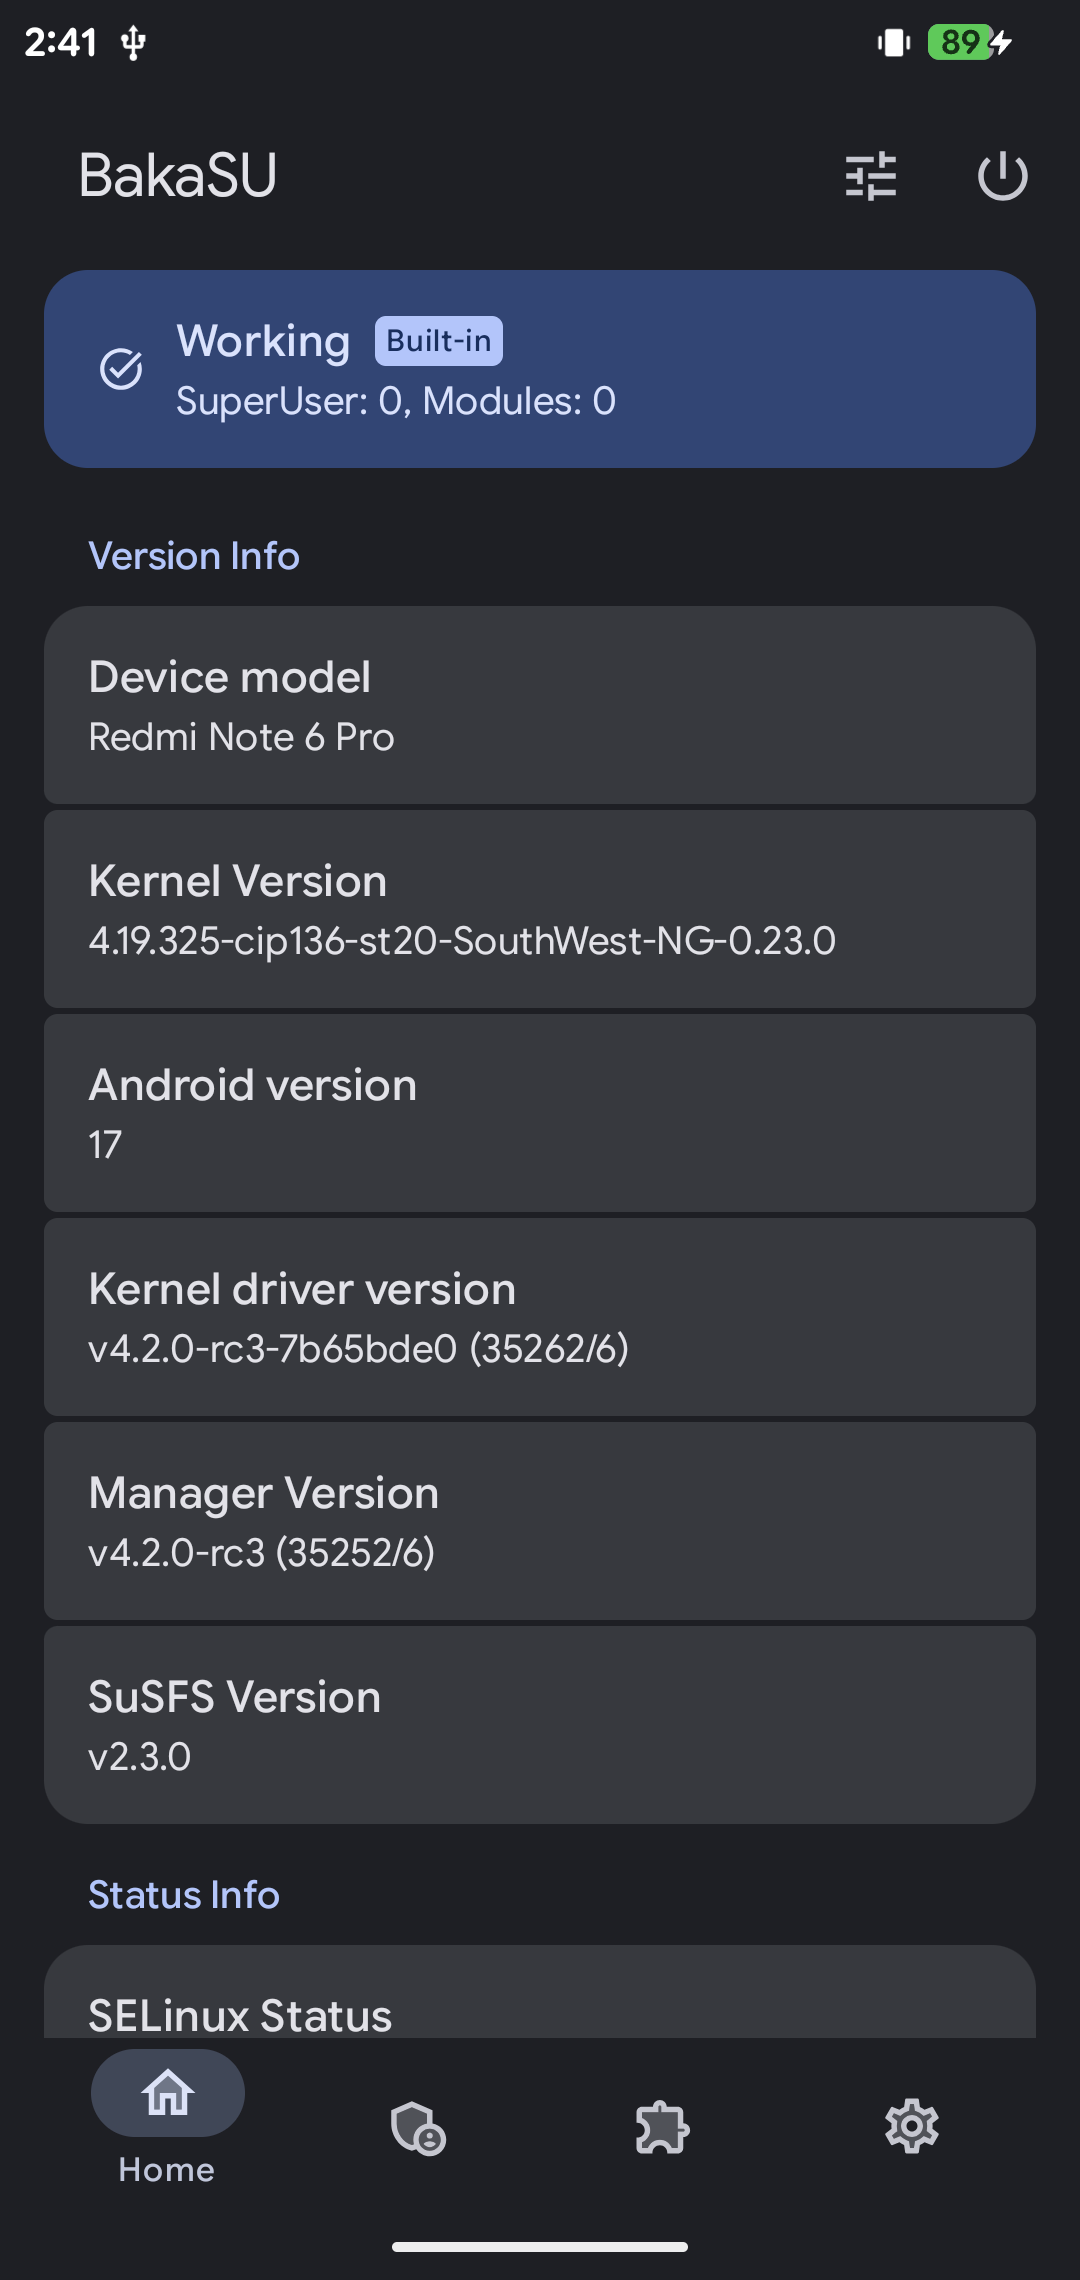 2:41
89
BakaSU
Working Built-in
SuperUser: 0, Modules: 0
Version Info
Device model
Redmi Note 6 Pro
Kernel Version
4.19.325-cip136-st20-SouthWest-NG-0.23.0
Android version
17
Kernel driver version
v4.2.0-rc3-7b65bde0 (35262/6)
Manager Version
v4.2.0-rc3 (35252/6)
SuSFS Version
v2.3.0
Status Info
SELinux Status
Home